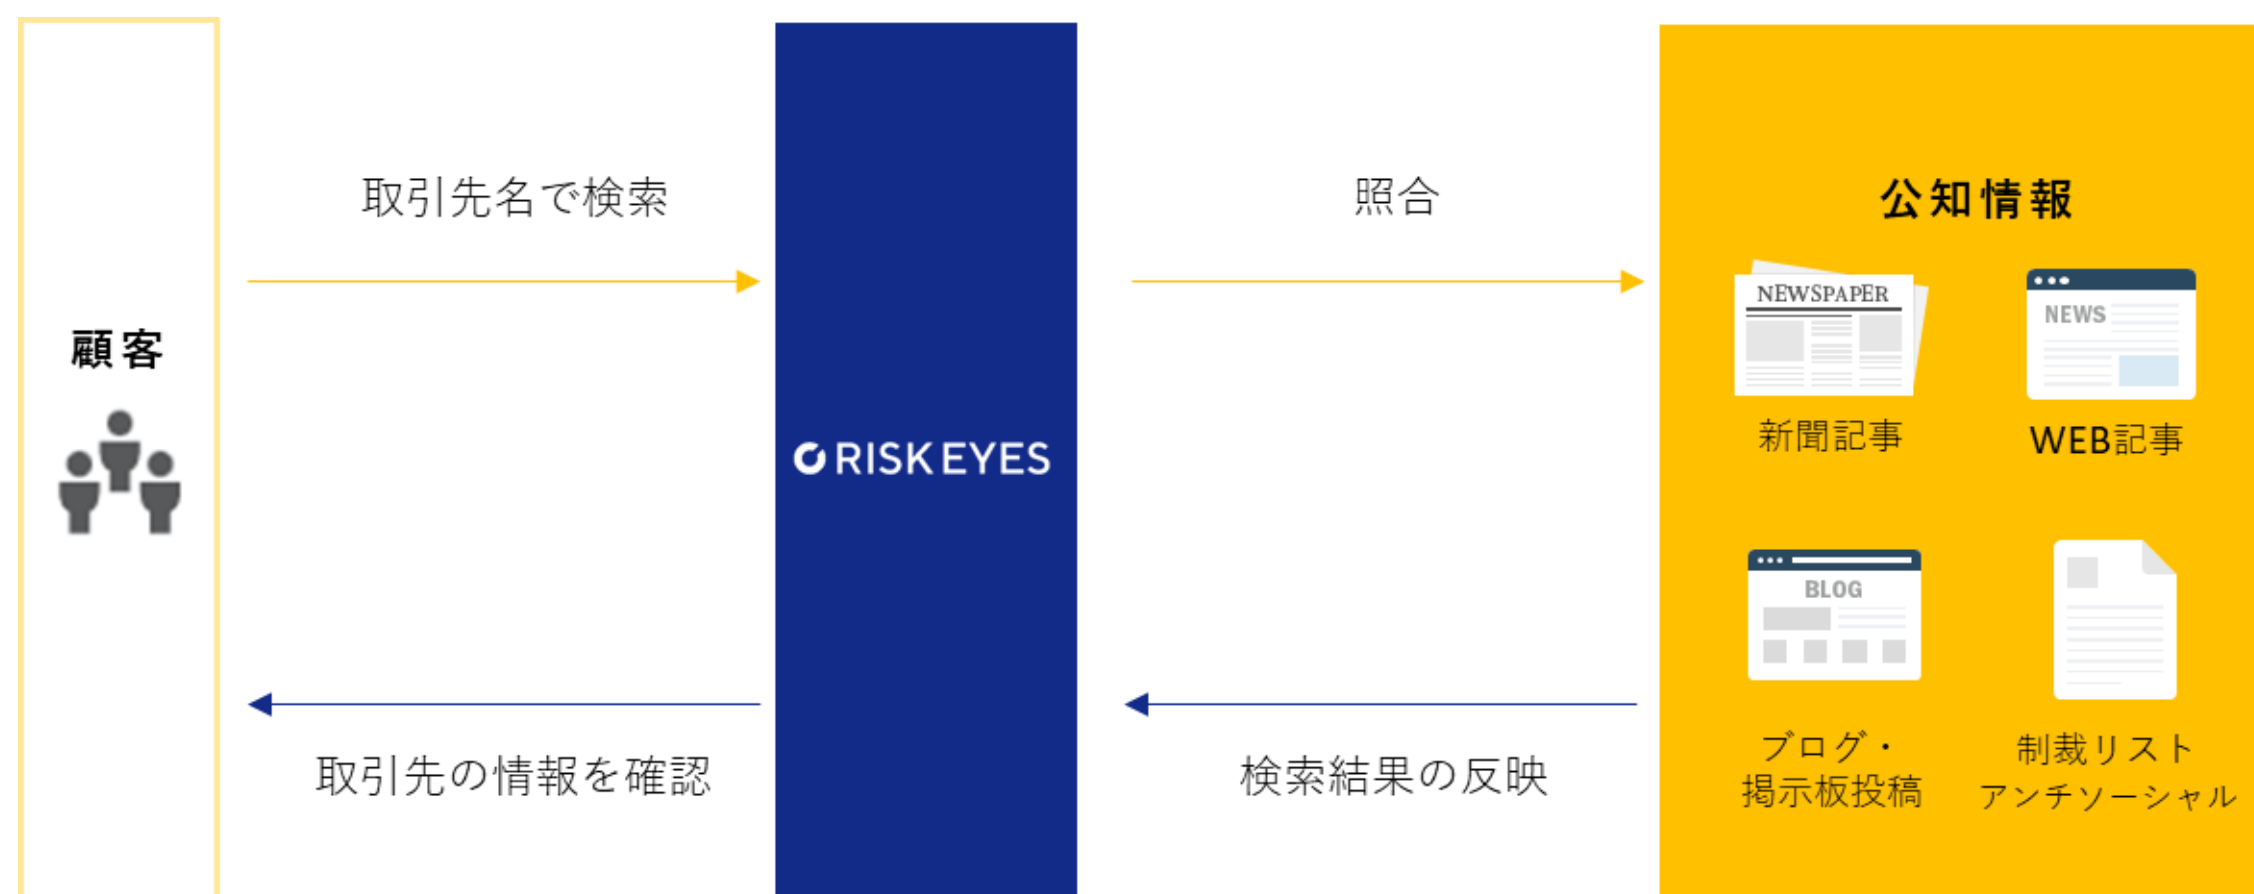 顧客
取引先名で検索
取引先の情報を確認
RISK EYES
照合
検索結果の反映
公知情報
NEWSPAPER
新聞記事
NEWS
WEB記事
BLOG
ブログ・
掲示板投稿
制裁リスト
アンチソーシャル